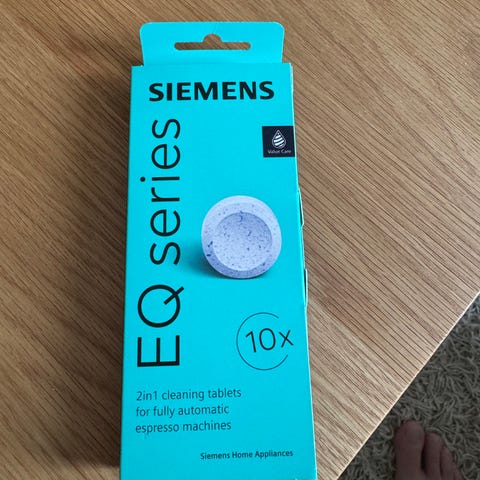 SIEMENS
Value Care
EQ series
10x
2in1 cleaning tablets
for fully automatic
espresso machines
Siemens Home Appliances